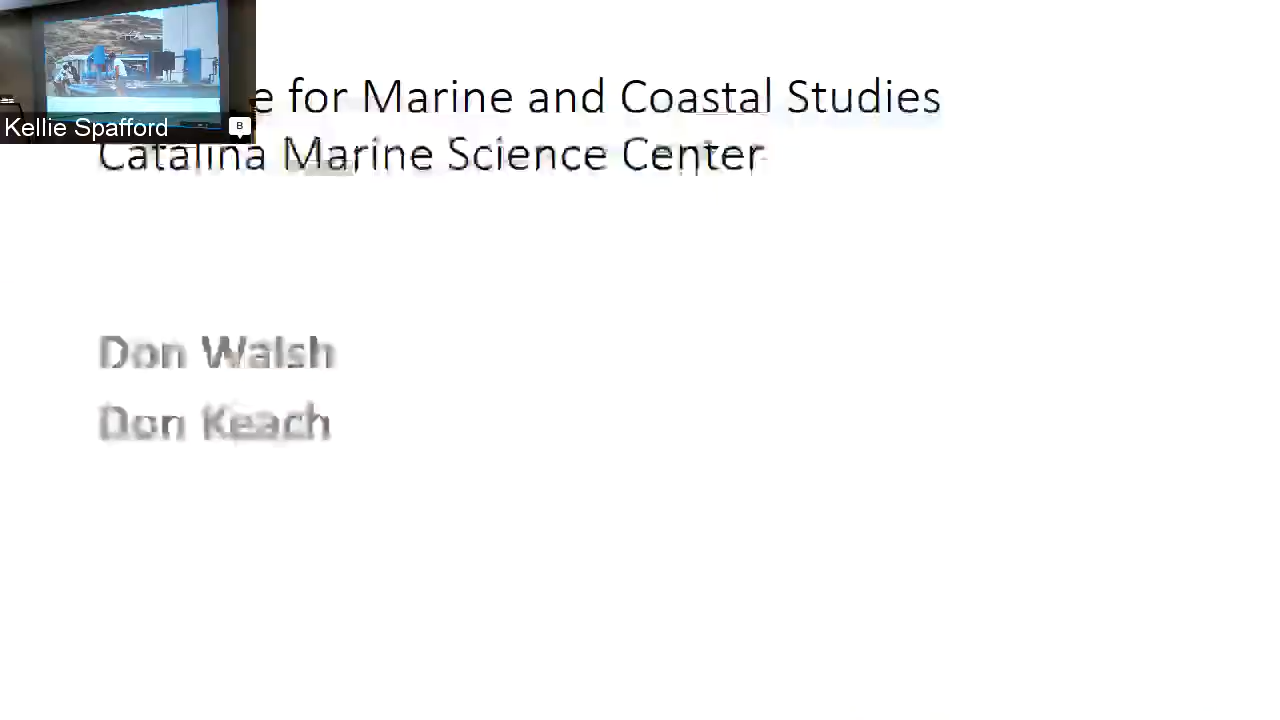 e for Marine and Coastal Studies
Kellie Spafford
B
Catalina Marine Science Center
Don Walsh
Don Keach